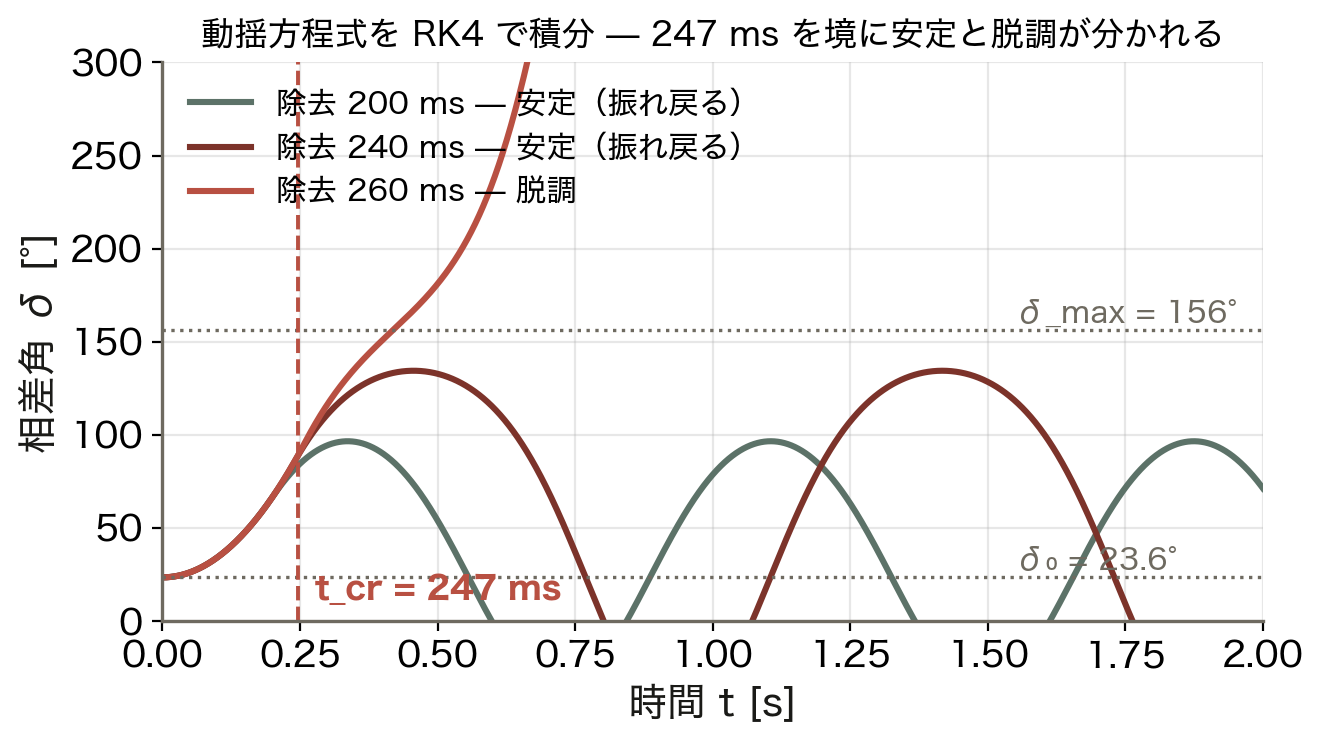 動揺方程式を RK4 で積分 — 247 ms を境に安定と脱調が分かれる
除去 200 ms — 安定（振れ戻る）
除去 240 ms — 安定（振れ戻る）
除去 260 ms — 脱調
相差角 δ [°]
300
250
200
150
100
50
0
δ_max = 156°
δ₀ = 23.6°
t_cr = 247 ms
0.00 0.25 0.50 0.75 1.00 1.25 1.50 1.75 2.00
時間 t [s]